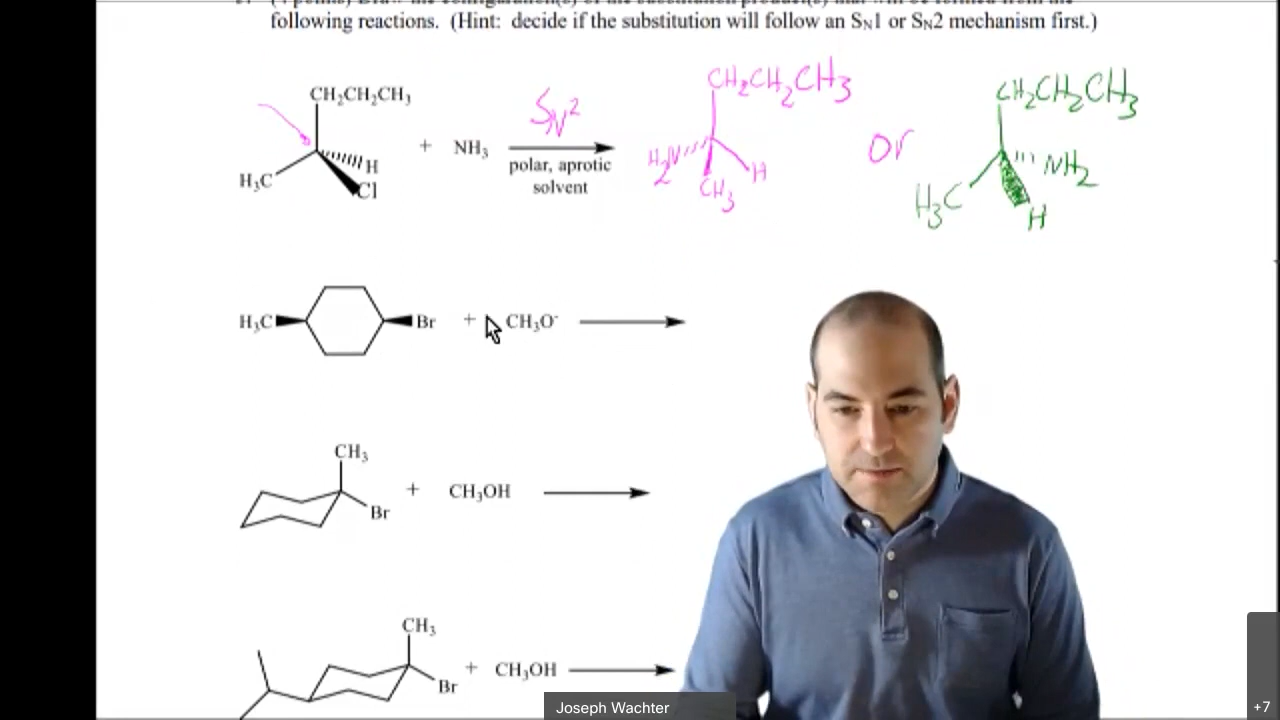 following reactions. (Hint: decide if the substitution will follow an SN1 or SN2 mechanism first.)
CH2CH2CH3
H
Cl
H3C
+
NH3
SN2
polar, aprotic
solvent
CH2CH2CH3
H2N
CH3
H
or
CH2CH2CH3
NH2
H3C
H
H3C
Br
+
CH3O-
CH3
Br
+
CH3OH
CH3
Br
+
CH3OH
Joseph Wachter
+7